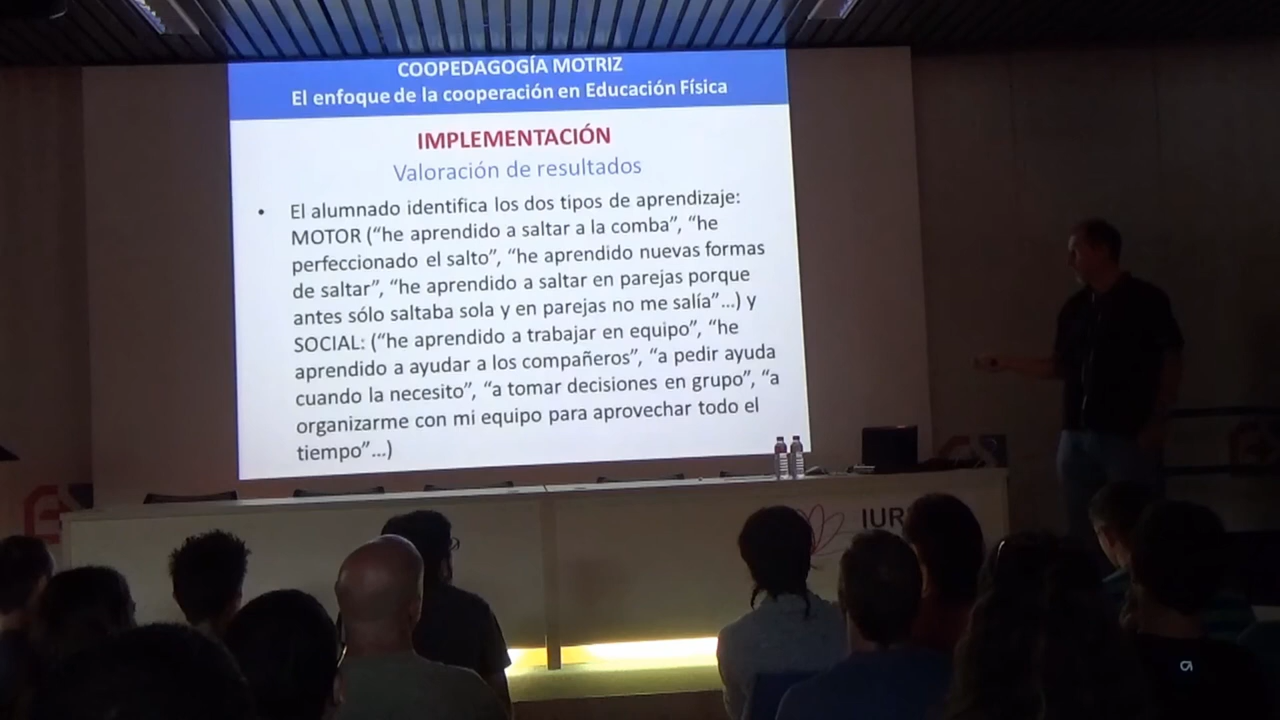 COOPEDAGOGÍA MOTRIZ
El enfoque de la cooperación en Educación Física
IMPLEMENTACIÓN
Valoración de resultados
• El alumnado identifica los dos tipos de aprendizaje:
MOTOR (“he aprendido a saltar a la comba”, “he
perfeccionado el salto”, “he aprendido nuevas formas
de saltar”, “he aprendido a saltar en parejas porque
antes sólo saltaba sola y en parejas no me salía”...) y
SOCIAL: (“he aprendido a trabajar en equipo”, “he
aprendido a ayudar a los compañeros”, “a pedir ayuda
cuando la necesito”, “a tomar decisiones en grupo”, “a
organizarme con mi equipo para aprovechar todo el
tiempo”...)